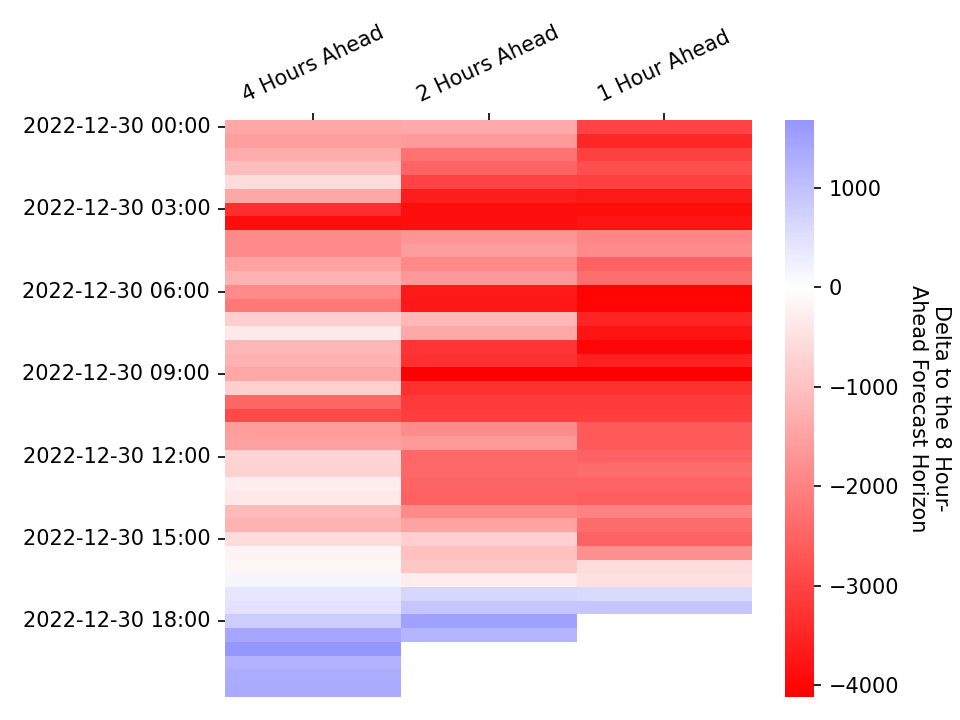 4 Hours Ahead
2 Hours Ahead
1 Hour Ahead
2022-12-30 00:00
2022-12-30 03:00
2022-12-30 06:00
2022-12-30 09:00
2022-12-30 12:00
2022-12-30 15:00
2022-12-30 18:00
1000
0
−1000
−2000
−3000
−4000
Delta to the 8 Hour-
Ahead Forecast Horizon